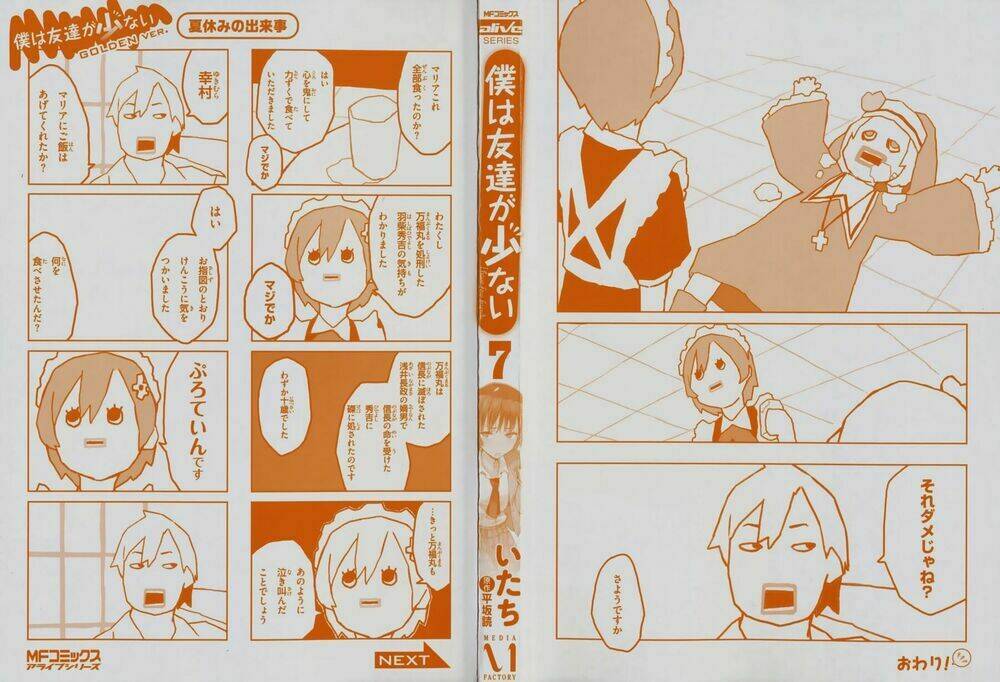 僕は友達が少ない
GOLDEN VER.
夏休みの出来事
幸村
マリアにご飯は
あげてくれたか?
はい
お指図のとおり
けんこうに気を
つかいました
何を
食べさせたんだ?
ぷろていんです
マリアこれ
全部食ったのか?
はい
心を鬼にして
力ずくで食べて
いただきました
マジでか
わたくし
万福丸を処刑した
羽柴秀吉の気持ちが
わかりました
マジでか
万福丸は
信長に滅ぼされた
浅井長政の嫡男で
信長の命を受けた
秀吉に
磔に処されたのです
わずか十歳でした
…きっと万福丸も
あのように
泣き叫んだ
ことでしょう
MFコミックス
アライブシリーズ
NEXT
MFコミックス
alive
SERIES
僕は友達が少ない
7
いたち
原作 平坂読
MEDIA
FACTORY
それダメじゃね?
さようですか
おわり!